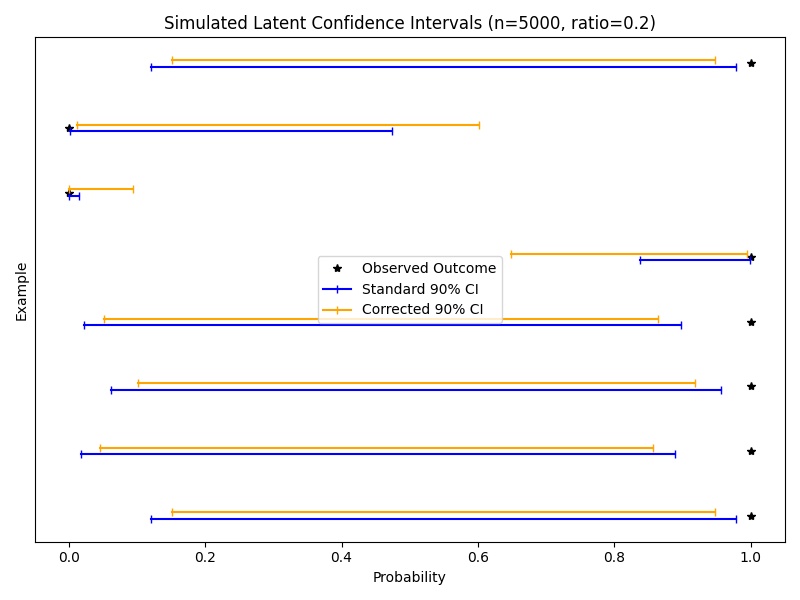 Simulated Latent Confidence Intervals (n=5000, ratio=0.2)
Example
Observed Outcome
Standard 90% CI
Corrected 90% CI
0.0 0.2 0.4 0.6 0.8 1.0
Probability